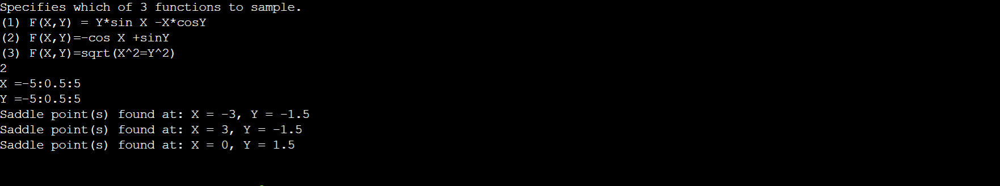 Specifies which of 3 functions to sample.
(1) F(X,Y) = Y*sin X -X*cosY
(2) F(X,Y)=-cos X +sinY
(3) F(X,Y)=sqrt(X^2=Y^2)
2
X =-5:0.5:5
Y =-5:0.5:5
Saddle point(s) found at: X = -3, Y = -1.5
Saddle point(s) found at: X = 3, Y = -1.5
Saddle point(s) found at: X = 0, Y = 1.5